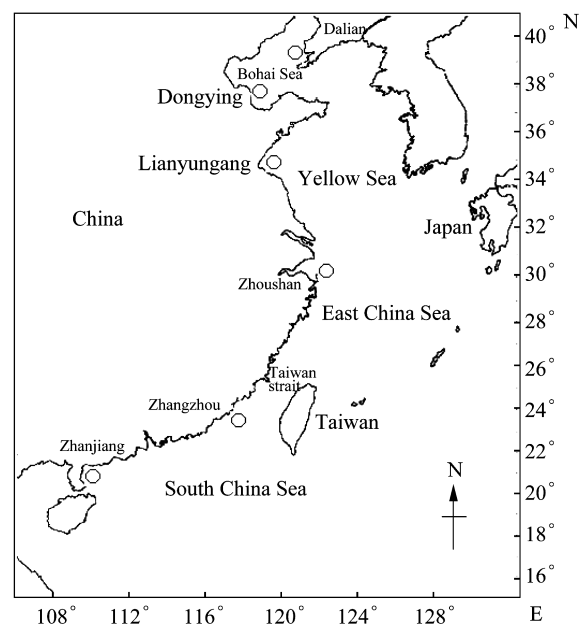 N
40°
Dalian
Bohai Sea
38°
Dongying
36°
Lianyungang
Yellow Sea
34°
China
Japan
32°
30°
Zhoushan
East China Sea
28°
26°
Taiwan
strait
Zhangzhou
24°
Taiwan
22°
Zhanjiang
N
South China Sea
20°
18°
16°
108°
112°
116°
120°
124°
128°
E